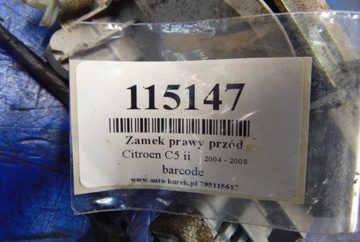 115147
Zamek prawy przód
Citroen C5 ii 2004 - 2008
barcode
www.auto-kurek.pl 795115617